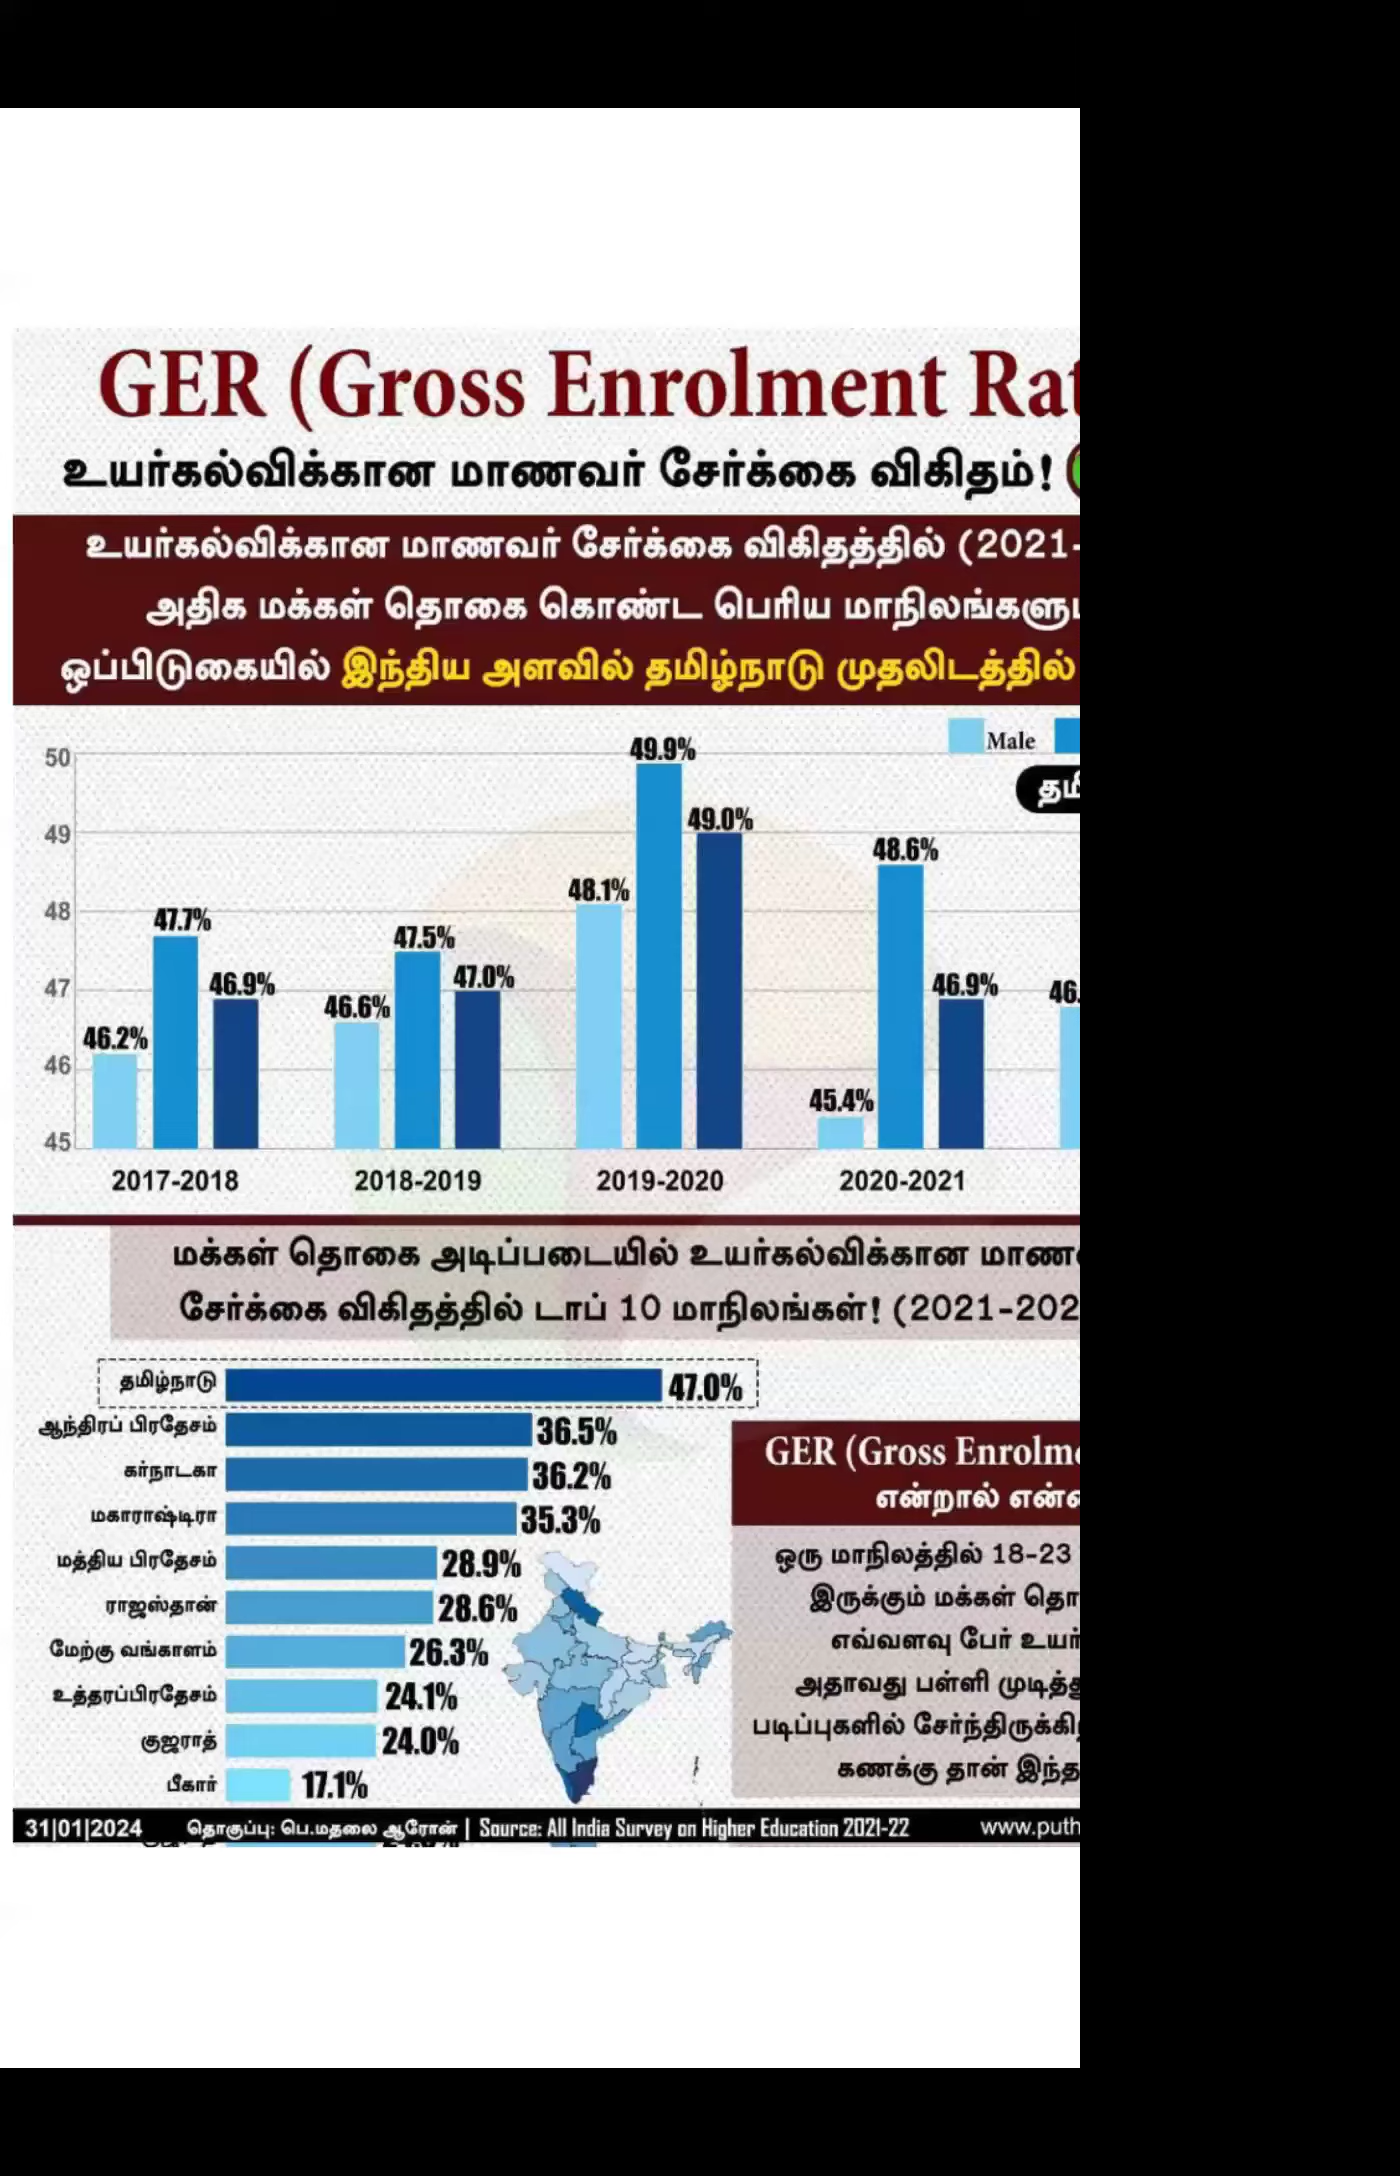 GER (Gross Enrolment Rat
உயர்கல்விக்கான மாணவர் சேர்க்கை விகிதம்!
உயர்கல்விக்கான மாணவர் சேர்க்கை விகிதத்தில் (2021-
அதிக மக்கள் தொகை கொண்ட பெரிய மாநிலங்களு
ஒப்பிடுகையில் இந்திய அளவில் தமிழ்நாடு முதலிடத்தில்
Male
தமி
50
49
48
47
46
45
46.2% 47.7% 46.9%
46.6% 47.5% 47.0%
48.1% 49.9% 49.0%
45.4% 48.6% 46.9%
46.
2017-2018 2018-2019 2019-2020 2020-2021
மக்கள் தொகை அடிப்படையில் உயர்கல்விக்கான மாண
சேர்க்கை விகிதத்தில் டாப் 10 மாநிலங்கள்! (2021-202
தமிழ்நாடு 47.0%
ஆந்திரப் பிரதேசம் 36.5%
கர்நாடகா 36.2%
மகாராஷ்டிரா 35.3%
மத்திய பிரதேசம் 28.9%
ராஜஸ்தான் 28.6%
மேற்கு வங்காளம் 26.3%
உத்தரப்பிரதேசம் 24.1%
குஜராத் 24.0%
பீகார் 17.1%
GER (Gross Enrolme
என்றால் என்ன
ஒரு மாநிலத்தில் 18-23
இருக்கும் மக்கள் தொ
எவ்வளவு பேர் உயர்
அதாவது பள்ளி முடித்து
படிப்புகளில் சேர்ந்திருக்கிற
கணக்கு தான் இந்த
31|01|2024 தொகுப்பு: பெ.மதலை ஆரோன் | Source: All India Survey on Higher Education 2021-22 www.puth